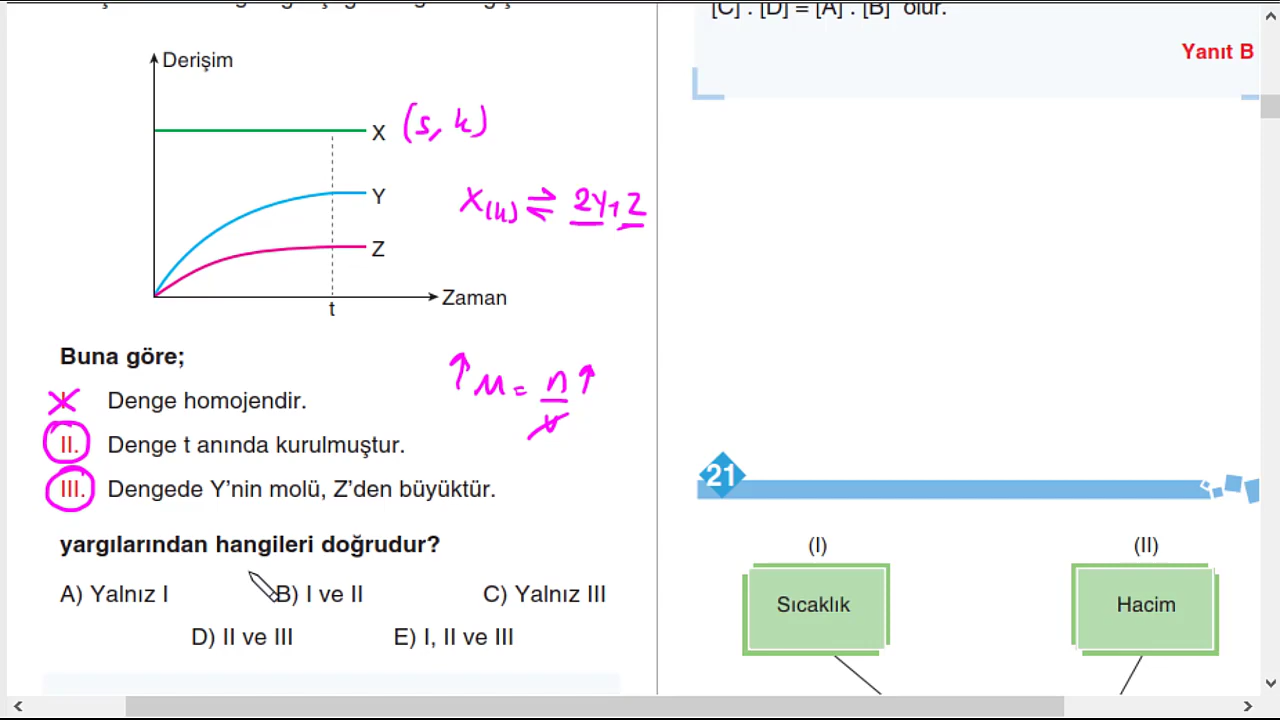 [C] . [D] = [A] . [B] olur.
Yanıt B
Derişim
X (s, k)
Y
X(k) ⇌ 2Y+Z
Z
Zaman
t
Buna göre;
↑M = n↑
V
I. Denge homojendir.
II. Denge t anında kurulmuştur.
III. Dengede Y'nin molü, Z'den büyüktür.
yargılarından hangileri doğrudur?
A) Yalnız I
B) I ve II
C) Yalnız III
D) II ve III
E) I, II ve III
21
(I)
(II)
Sıcaklık
Hacim